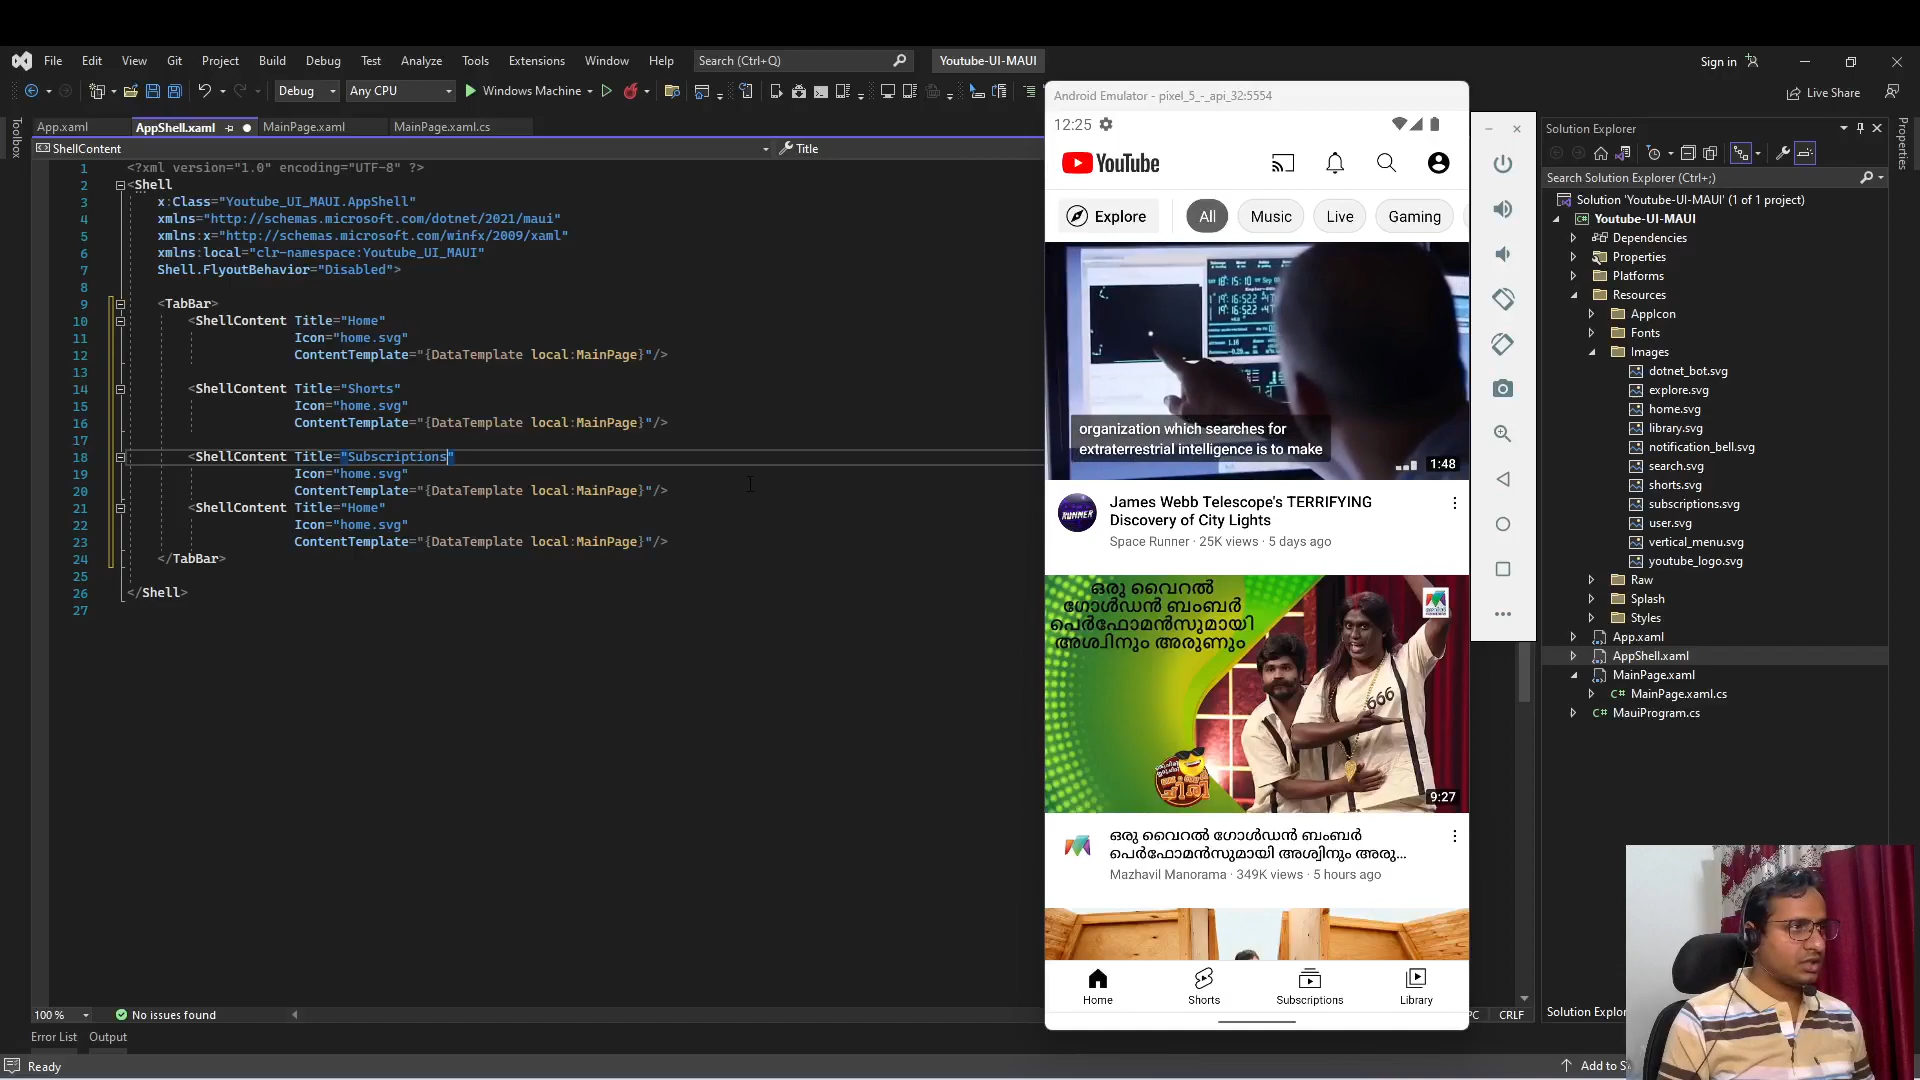 File Edit View Git Project Build Debug Test Analyze Tools Extensions Window Help Search (Ctrl+Q) Youtube-UI-MAUI Sign in
Debug Any CPU Windows Machine Live Share
Toolbox
App.xaml AppShell.xaml MainPage.xaml MainPage.xaml.cs
ShellContent Title
1 <?xml version="1.0" encoding="UTF-8" ?>
2 <Shell
3 x:Class="Youtube_UI_MAUI.AppShell"
4 xmlns="http://schemas.microsoft.com/dotnet/2021/maui"
5 xmlns:x="http://schemas.microsoft.com/winfx/2009/xaml"
6 xmlns:local="clr-namespace:Youtube_UI_MAUI"
7 Shell.FlyoutBehavior="Disabled">
8
9 <TabBar>
10 <ShellContent Title="Home"
11 Icon="home.svg"
12 ContentTemplate="{DataTemplate local:MainPage}"/>
13
14 <ShellContent Title="Shorts"
15 Icon="home.svg"
16 ContentTemplate="{DataTemplate local:MainPage}"/>
17
18 <ShellContent Title="Subscriptions"
19 Icon="home.svg"
20 ContentTemplate="{DataTemplate local:MainPage}"/>
21 <ShellContent Title="Home"
22 Icon="home.svg"
23 ContentTemplate="{DataTemplate local:MainPage}"/>
24 </TabBar>
25
26 </Shell>
27
100 % No issues found
CRLF
Error List Output
Ready
Add to S
Android Emulator - pixel_5_-_api_32:5554
12:25
YouTube
Explore All Music Live Gaming
organization which searches for
extraterrestrial intelligence is to make
1:48
James Webb Telescope's TERRIFYING
Discovery of City Lights
Space Runner · 25K views · 5 days ago
ഒരു വൈറൽ
ഗോൾഡൻ ബംബർ
പെർഫോമൻസുമായി
അശ്വിനും അരുണും
666
9:27
ഒരു വൈറൽ ഗോൾഡൻ ബംബർ
പെർഫോമൻസുമായി അശ്വിനും അരു...
Mazhavil Manorama · 349K views · 5 hours ago
Home Shorts Subscriptions Library
Solution Explorer
Search Solution Explorer (Ctrl+;)
Solution 'Youtube-UI-MAUI' (1 of 1 project)
Youtube-UI-MAUI
Dependencies
Properties
Platforms
Resources
AppIcon
Fonts
Images
dotnet_bot.svg
explore.svg
home.svg
library.svg
notification_bell.svg
search.svg
shorts.svg
subscriptions.svg
user.svg
vertical_menu.svg
youtube_logo.svg
Raw
Splash
Styles
App.xaml
AppShell.xaml
MainPage.xaml
MainPage.xaml.cs
MauiProgram.cs
Properties